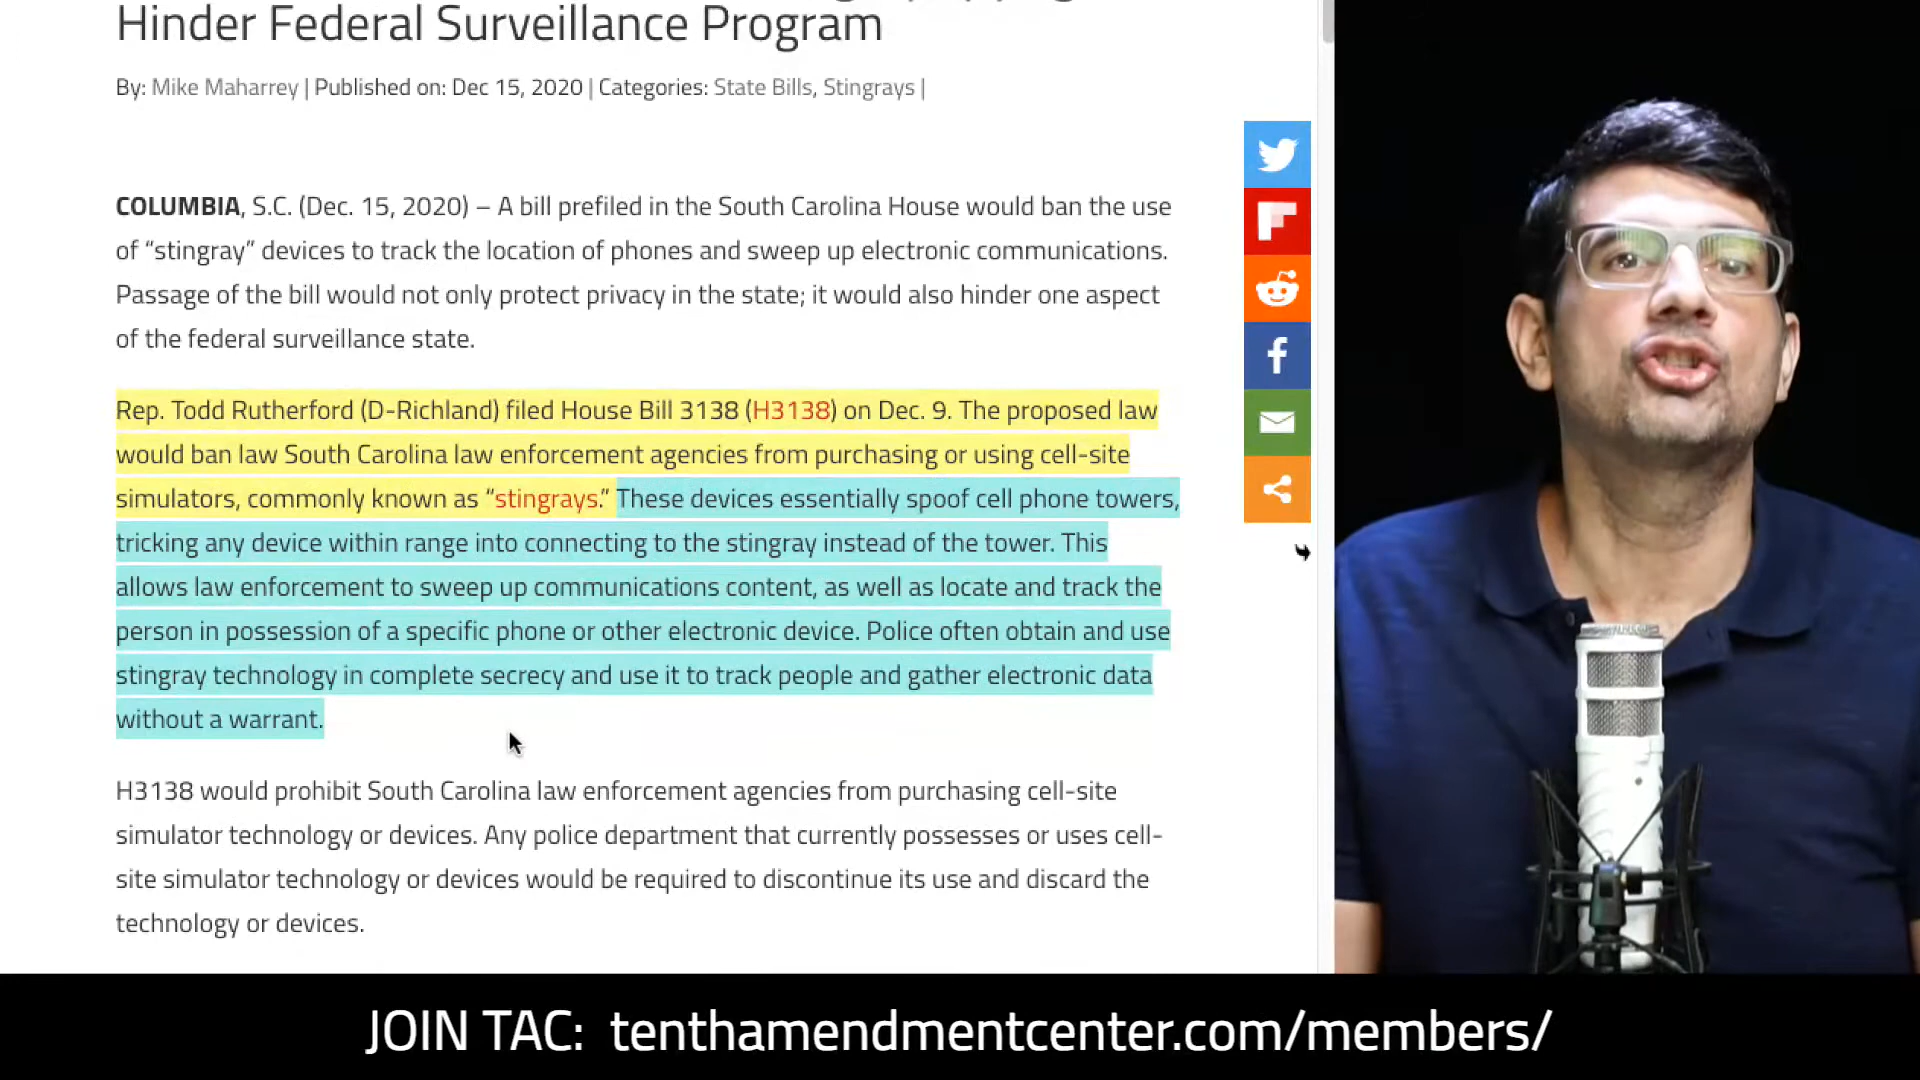 Hinder Federal Surveillance Program
By: Mike Maharrey | Published on: Dec 15, 2020 | Categories: State Bills, Stingrays |
COLUMBIA, S.C. (Dec. 15, 2020) – A bill prefiled in the South Carolina House would ban the use
of “stingray” devices to track the location of phones and sweep up electronic communications.
Passage of the bill would not only protect privacy in the state; it would also hinder one aspect
of the federal surveillance state.
Rep. Todd Rutherford (D-Richland) filed House Bill 3138 (H3138) on Dec. 9. The proposed law
would ban law South Carolina law enforcement agencies from purchasing or using cell-site
simulators, commonly known as “stingrays.” These devices essentially spoof cell phone towers,
tricking any device within range into connecting to the stingray instead of the tower. This
allows law enforcement to sweep up communications content, as well as locate and track the
person in possession of a specific phone or other electronic device. Police often obtain and use
stingray technology in complete secrecy and use it to track people and gather electronic data
without a warrant.
H3138 would prohibit South Carolina law enforcement agencies from purchasing cell-site
simulator technology or devices. Any police department that currently possesses or uses cell-
site simulator technology or devices would be required to discontinue its use and discard the
technology or devices.
JOIN TAC: tenthamendmentcenter.com/members/